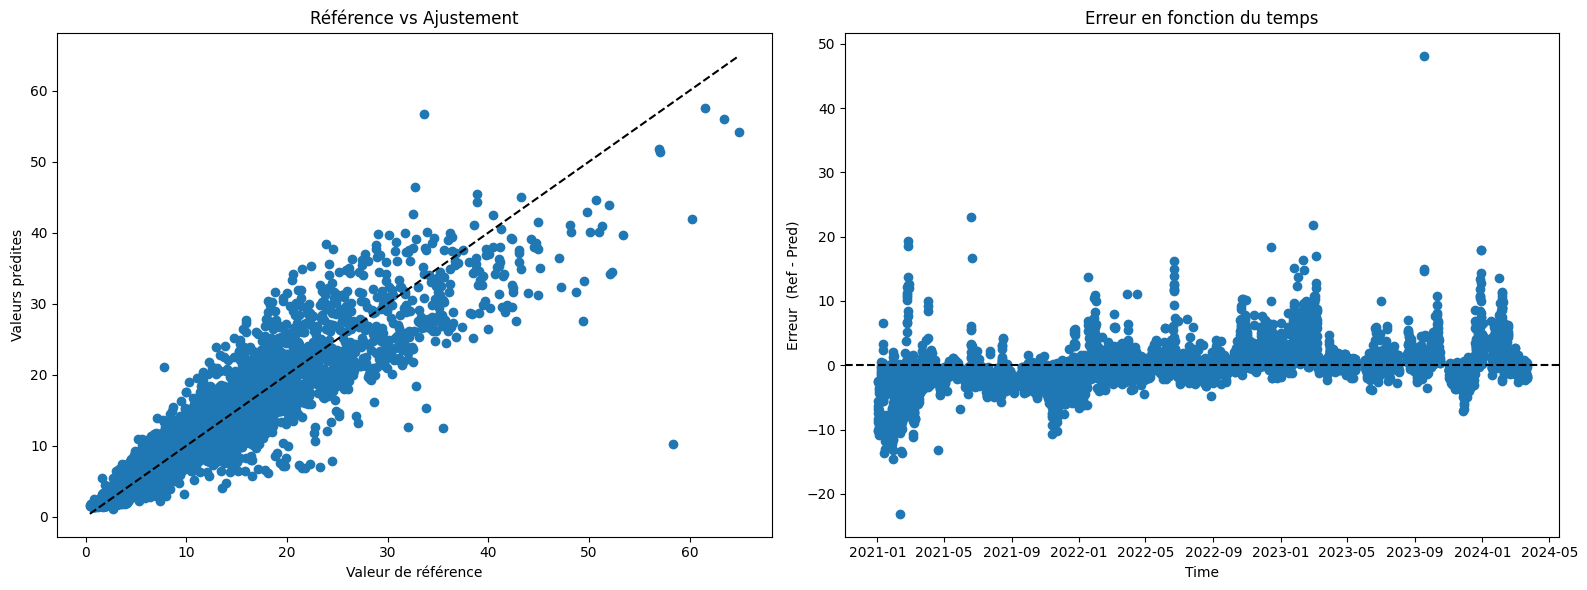 Référence vs Ajustement
Valeurs prédites
60
50
40
30
20
10
0
0 10 20 30 40 50 60
Valeur de référence
Erreur en fonction du temps
Erreur  (Ref - Pred)
50
40
30
20
10
0
−10
−20
2021-01 2021-05 2021-09 2022-01 2022-05 2022-09 2023-01 2023-05 2023-09 2024-01 2024-05
Time